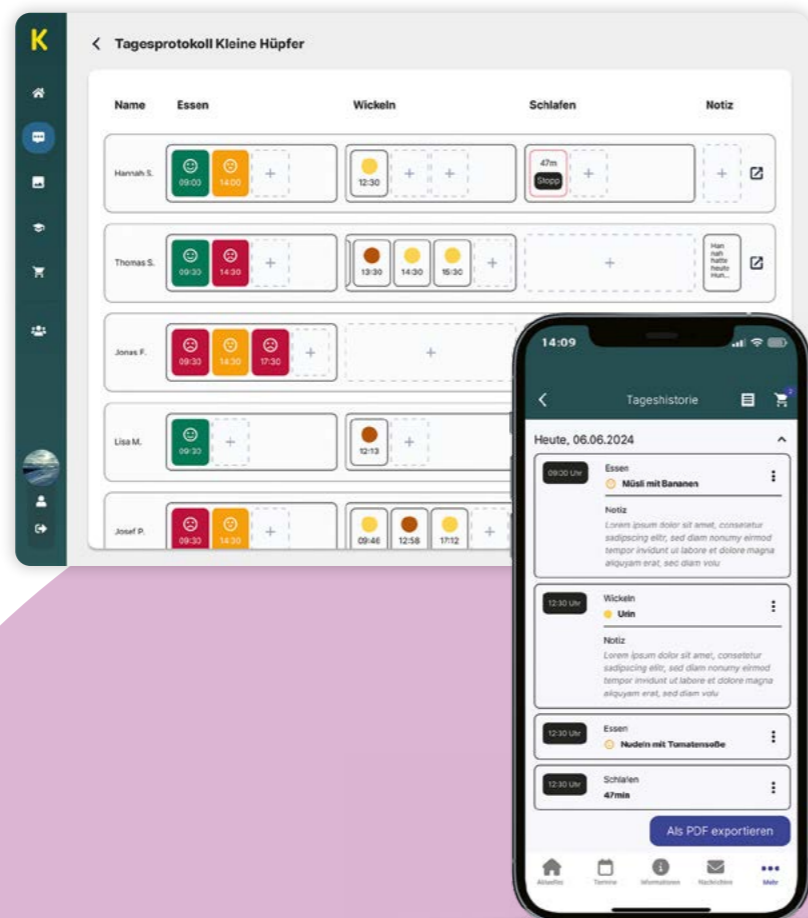 K
Tagesprotokoll Kleine Hüpfer
Name Essen Wickeln Schlafen Notiz
Hannah S.
09:00 14:00 + 12:30 + + 47m Stopp + +
Thomas S.
09:30 14:30 + 13:30 14:30 15:30 + +
Han
nah
hatte
heute
Hun...
Jonas F.
09:30 14:30 17:30 + +
Lisa M.
09:30 + 12:13 +
Josef P.
09:30 14:30 + 09:46 12:58 17:12 +
14:09
Tageshistorie
Heute, 06.06.2024
09:00 Uhr Essen
Müsli mit Bananen
Notiz
Lorem ipsum dolor sit amet, consetetur
sadipscing elitr, sed diam nonumy eirmod
tempor invidunt ut labore et dolore magna
aliquyam erat, sed diam volu
12:30 Uhr Wickeln
Urin
Notiz
Lorem ipsum dolor sit amet, consetetur
sadipscing elitr, sed diam nonumy eirmod
tempor invidunt ut labore et dolore magna
aliquyam erat, sed diam volu
12:30 Uhr Essen
Nudeln mit Tomatensoße
12:30 Uhr Schlafen
47min
Als PDF exportieren
Aktuelles Termine Informationen Nachrichten Mehr